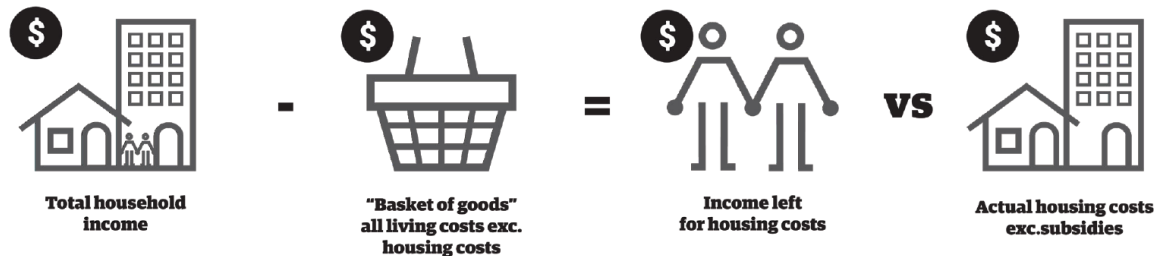 $
$
$
$
-
=
vs
Total household
income
“Basket of goods”
all living costs exc.
housing costs
Income left
for housing costs
Actual housing costs
exc.subsidies